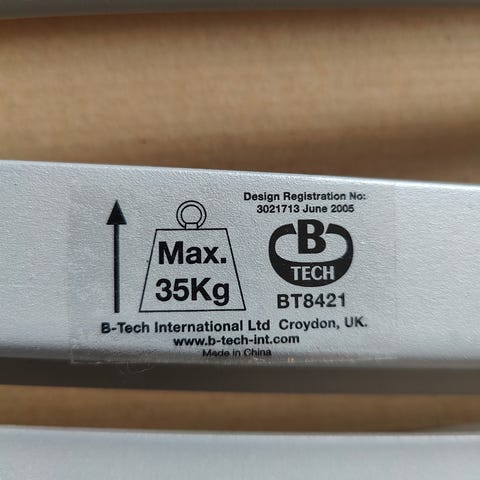 Design Registration No:
3021713 June 2005
Max.
35Kg
B
TECH
BT8421
B-Tech International Ltd Croydon, UK.
www.b-tech-int.com
Made in China